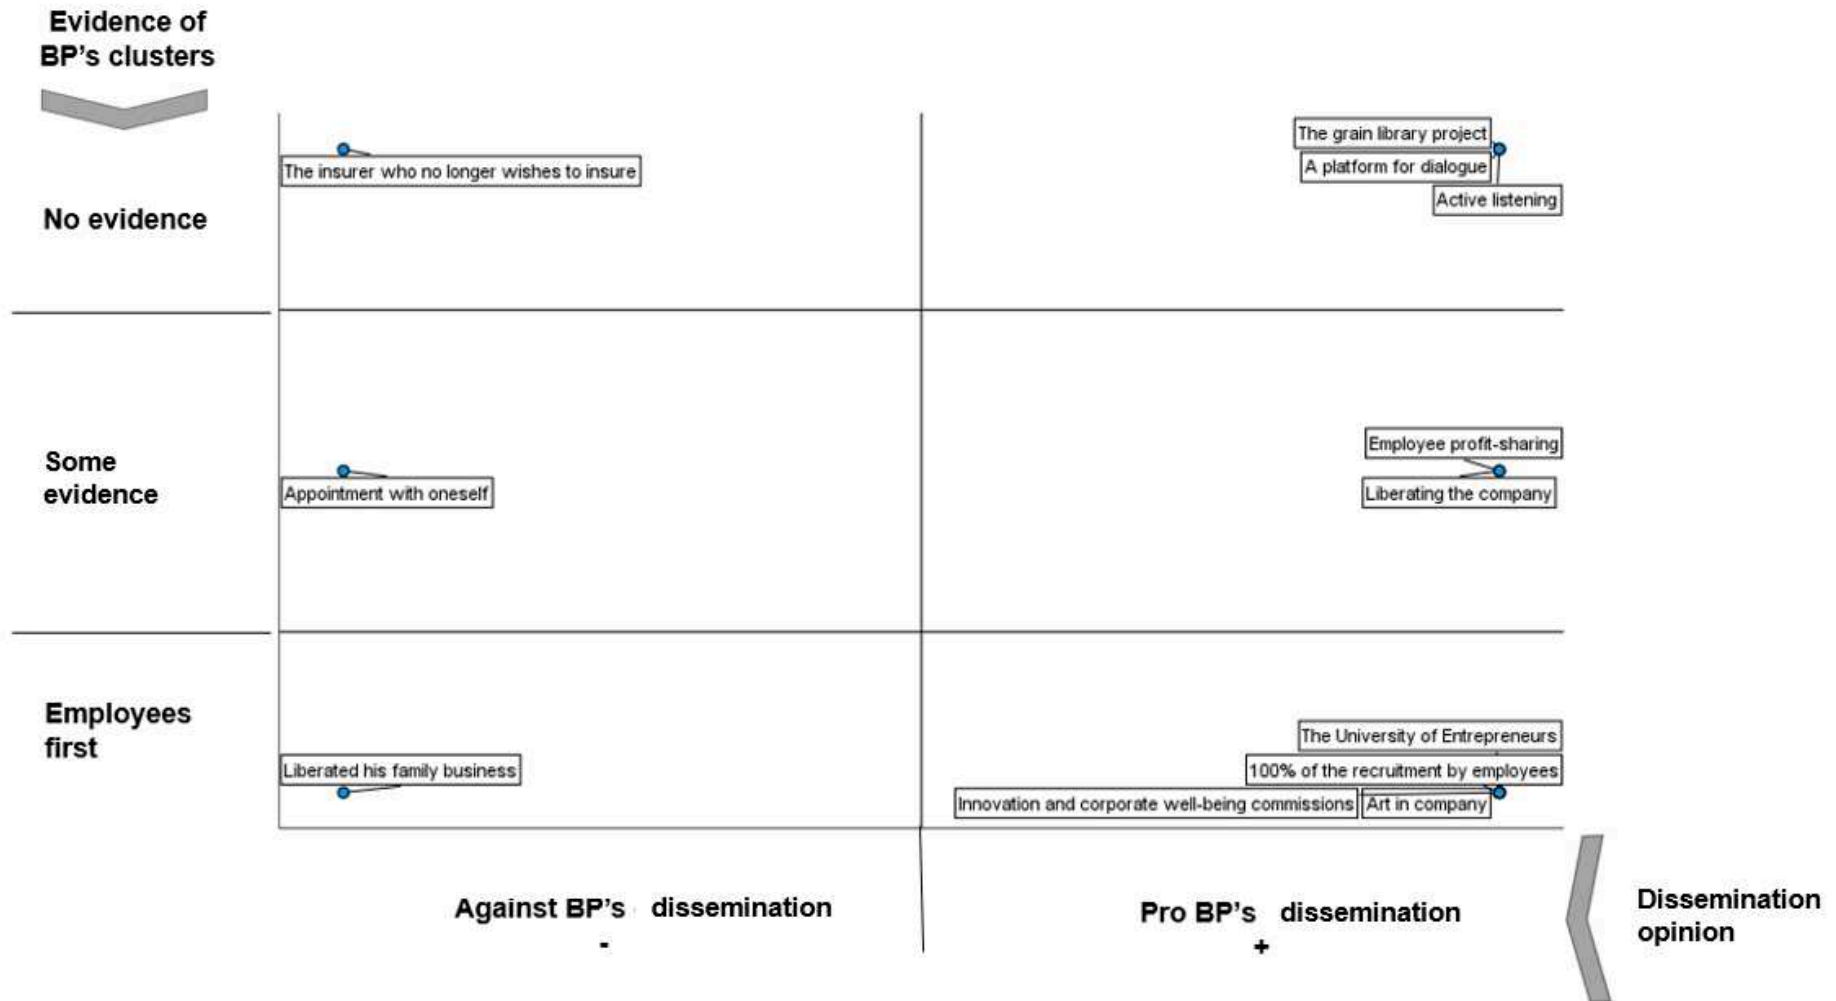 Evidence of
BP's clusters
The grain library project
The insurer who no longer wishes to insure
A platform for dialogue
Active listening
No evidence
Employee profit-sharing
Some
evidence
Appointment with oneself
Liberating the company
Employees
first
The University of Entrepreneurs
Liberated his family business
100% of the recruitment by employees
Innovation and corporate well-being commissions
Art in company
Against BP's dissemination
-
Pro BP's dissemination
+
Dissemination
opinion